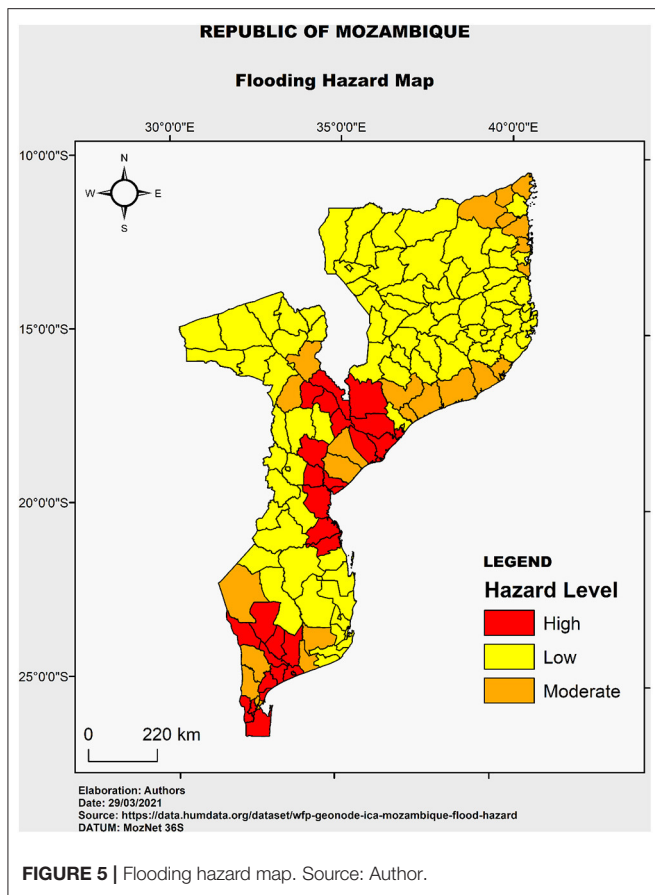 REPUBLIC OF MOZAMBIQUE
Flooding Hazard Map
30°0'0"E 35°0'0"E 40°0'0"E
10°0'0"S
N
W E
S
15°0'0"S
20°0'0"S
25°0'0"S
LEGEND
Hazard Level
High
Low
Moderate
0 220 km
Elaboration: Authors
Date: 29/03/2021
Source: https://data.humdata.org/dataset/wfp-geonode-ica-mozambique-flood-hazard
DATUM: MozNet 36S
FIGURE 5 | Flooding hazard map. Source: Author.